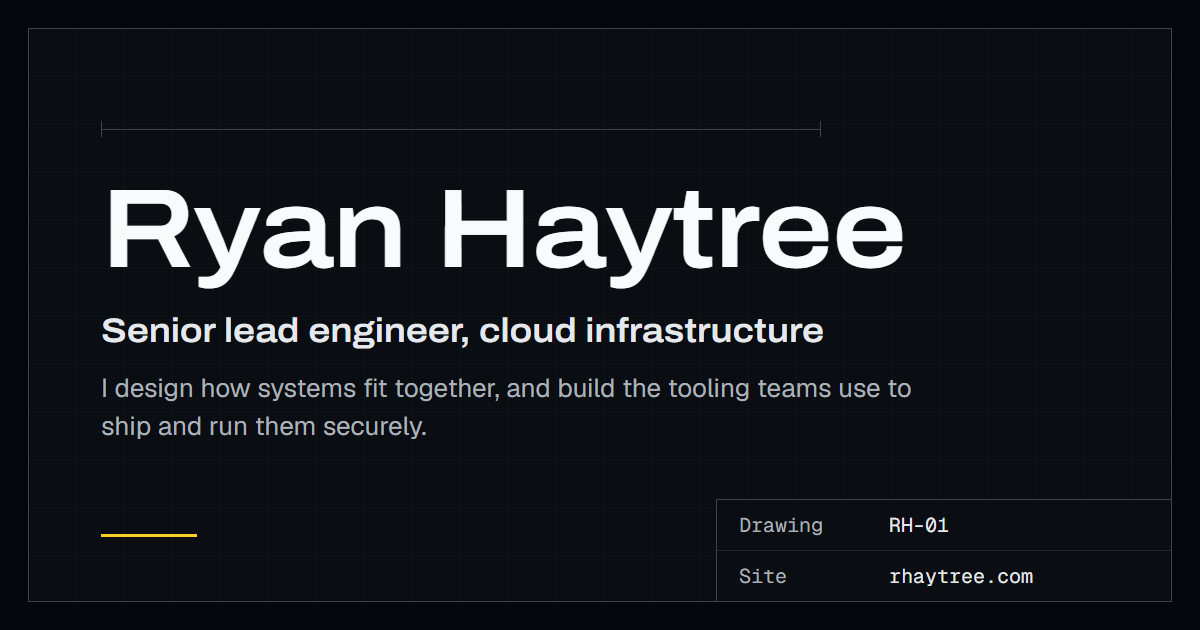 Ryan Haytree
Senior lead engineer, cloud infrastructure
I design how systems fit together, and build the tooling teams use to
ship and run them securely.
Drawing RH-01
Site rhaytree.com